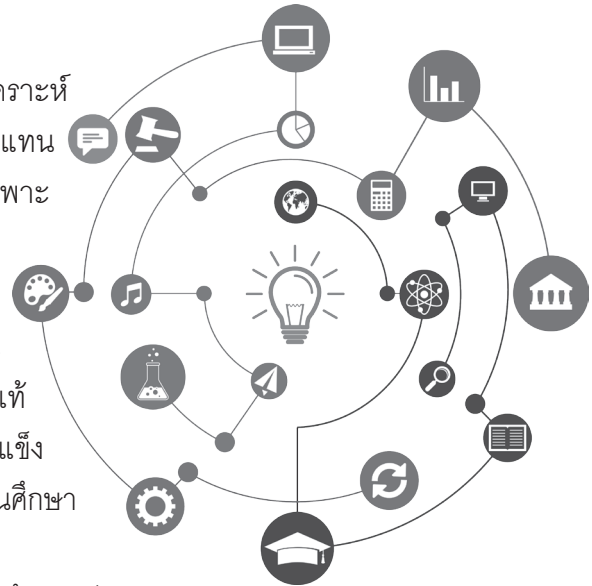 คราะห์
แทน
พาะ
แท้
แข็ง
นศึกษา